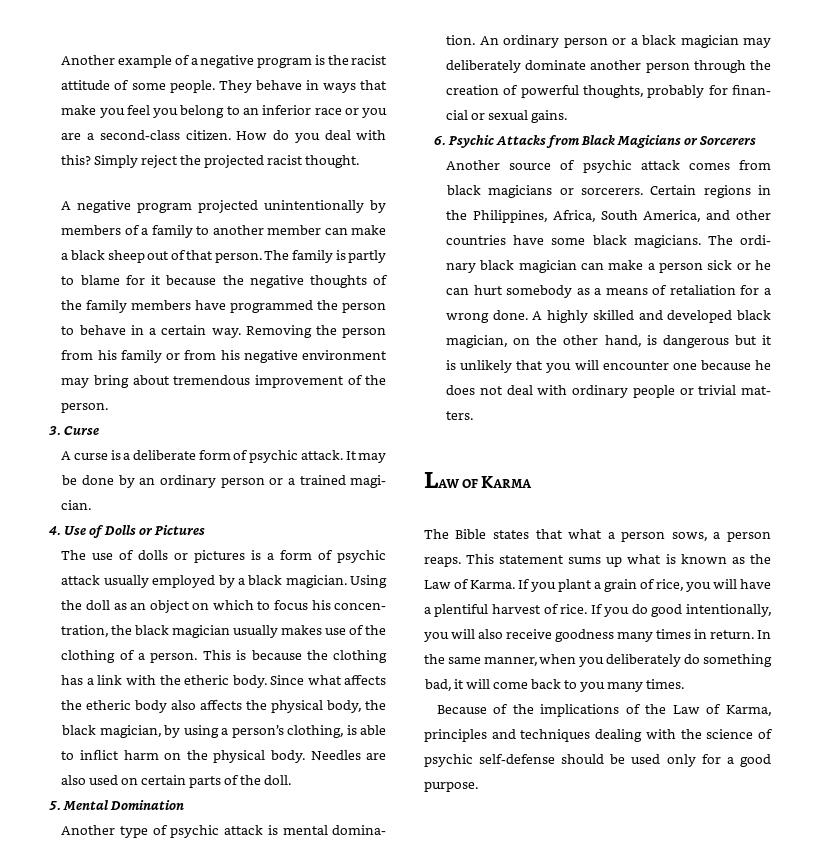 Another example of a negative program is the racist
attitude of some people. They behave in ways that
make you feel you belong to an inferior race or you
are a second-class citizen. How do you deal with
this? Simply reject the projected racist thought.
A negative program projected unintentionally by
members of a family to another member can make
a black sheep out of that person. The family is partly
to blame for it because the negative thoughts of
the family members have programmed the person
to behave in a certain way. Removing the person
from his family or from his negative environment
may bring about tremendous improvement of the
person.
3. Curse
A curse is a deliberate form of psychic attack. It may
be done by an ordinary person or a trained magi-
cian.
4. Use of Dolls or Pictures
The use of dolls or pictures is a form of psychic
attack usually employed by a black magician. Using
the doll as an object on which to focus his concen-
tration, the black magician usually makes use of the
clothing of a person. This is because the clothing
has a link with the etheric body. Since what affects
the etheric body also affects the physical body, the
black magician, by using a person's clothing, is able
to inflict harm on the physical body. Needles are
also used on certain parts of the doll.
5. Mental Domination
Another type of psychic attack is mental domina-
tion. An ordinary person or a black magician may
deliberately dominate another person through the
creation of powerful thoughts, probably for finan-
cial or sexual gains.
6. Psychic Attacks from Black Magicians or Sorcerers
Another source of psychic attack comes from
black magicians or sorcerers. Certain regions in
the Philippines, Africa, South America, and other
countries have some black magicians. The ordi-
nary black magician can make a person sick or he
can hurt somebody as a means of retaliation for a
wrong done. A highly skilled and developed black
magician, on the other hand, is dangerous but it
is unlikely that you will encounter one because he
does not deal with ordinary people or trivial mat-
ters.
Law of Karma
The Bible states that what a person sows, a person
reaps. This statement sums up what is known as the
Law of Karma. If you plant a grain of rice, you will have
a plentiful harvest of rice. If you do good intentionally,
you will also receive goodness many times in return. In
the same manner, when you deliberately do something
bad, it will come back to you many times.
Because of the implications of the Law of Karma,
principles and techniques dealing with the science of
psychic self-defense should be used only for a good
purpose.